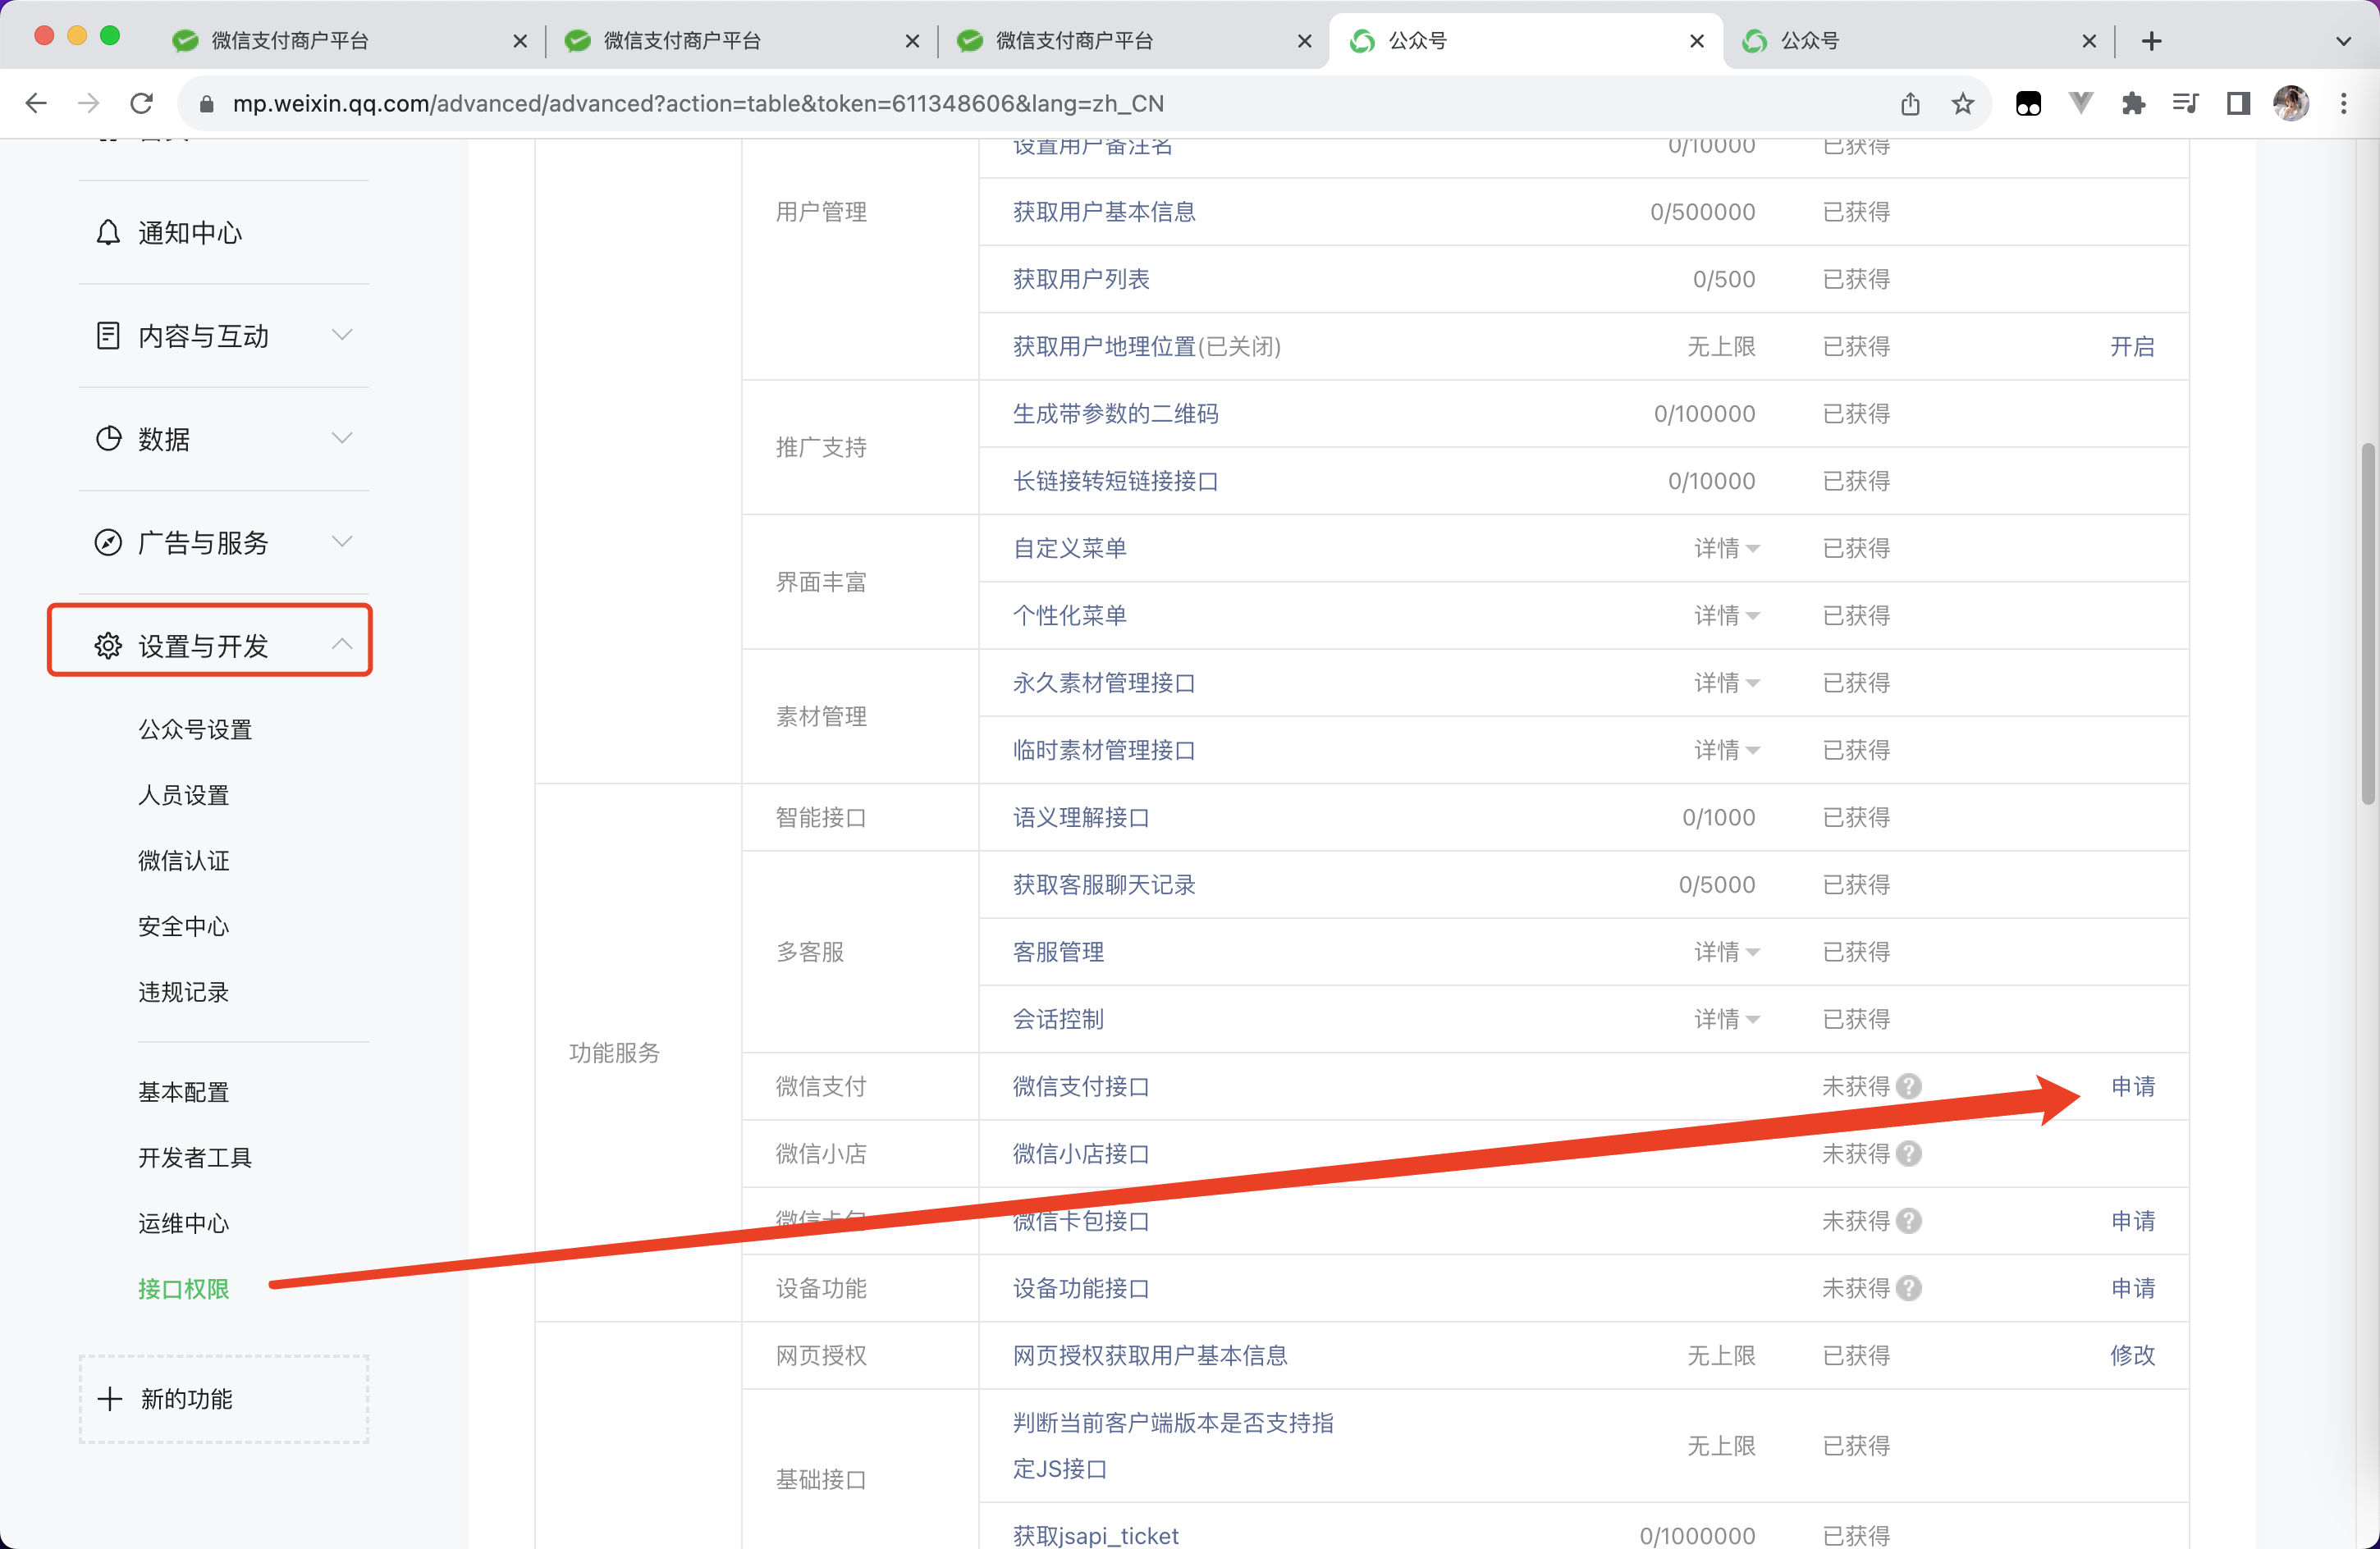 微信支付商户平台
微信支付商户平台
微信支付商户平台
公众号
公众号
mp.weixin.qq.com/advanced/advanced?action=table&token=611348606&lang=zh_CN
通知中心
内容与互动
数据
广告与服务
设置与开发
公众号设置
人员设置
微信认证
安全中心
违规记录
基本配置
开发者工具
运维中心
接口权限
新的功能
设置用户备注名 0/10000 已获得
用户管理
获取用户基本信息 0/500000 已获得
获取用户列表 0/500 已获得
获取用户地理位置(已关闭) 无上限 已获得 开启
推广支持
生成带参数的二维码 0/100000 已获得
长链接转短链接接口 0/10000 已获得
界面丰富
自定义菜单 详情 已获得
个性化菜单 详情 已获得
素材管理
永久素材管理接口 详情 已获得
临时素材管理接口 详情 已获得
功能服务
智能接口 语义理解接口 0/1000 已获得
多客服
获取客服聊天记录 0/5000 已获得
客服管理 详情 已获得
会话控制 详情 已获得
微信支付 微信支付接口 未获得 ? 申请
微信小店 微信小店接口 未获得 ?
微信卡包 微信卡包接口 未获得 ? 申请
设备功能 设备功能接口 未获得 ? 申请
网页授权 网页授权获取用户基本信息 无上限 已获得 修改
基础接口
判断当前客户端版本是否支持指
定JS接口 无上限 已获得
获取jsapi_ticket 0/1000000 已获得